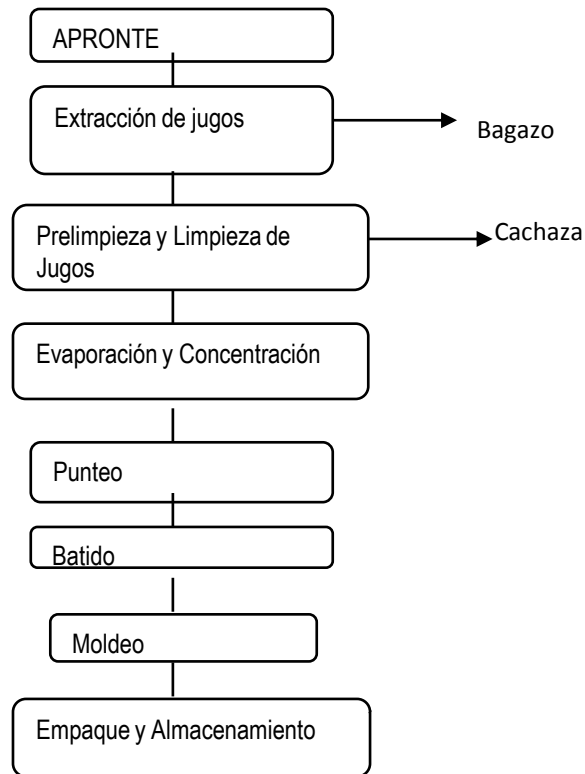 APRONTE
Extracción de jugos
Bagazo
Prelimpieza y Limpieza de
Jugos
Cachaza
Evaporación y Concentración
Punteo
Batido
Moldeo
Empaque y Almacenamiento